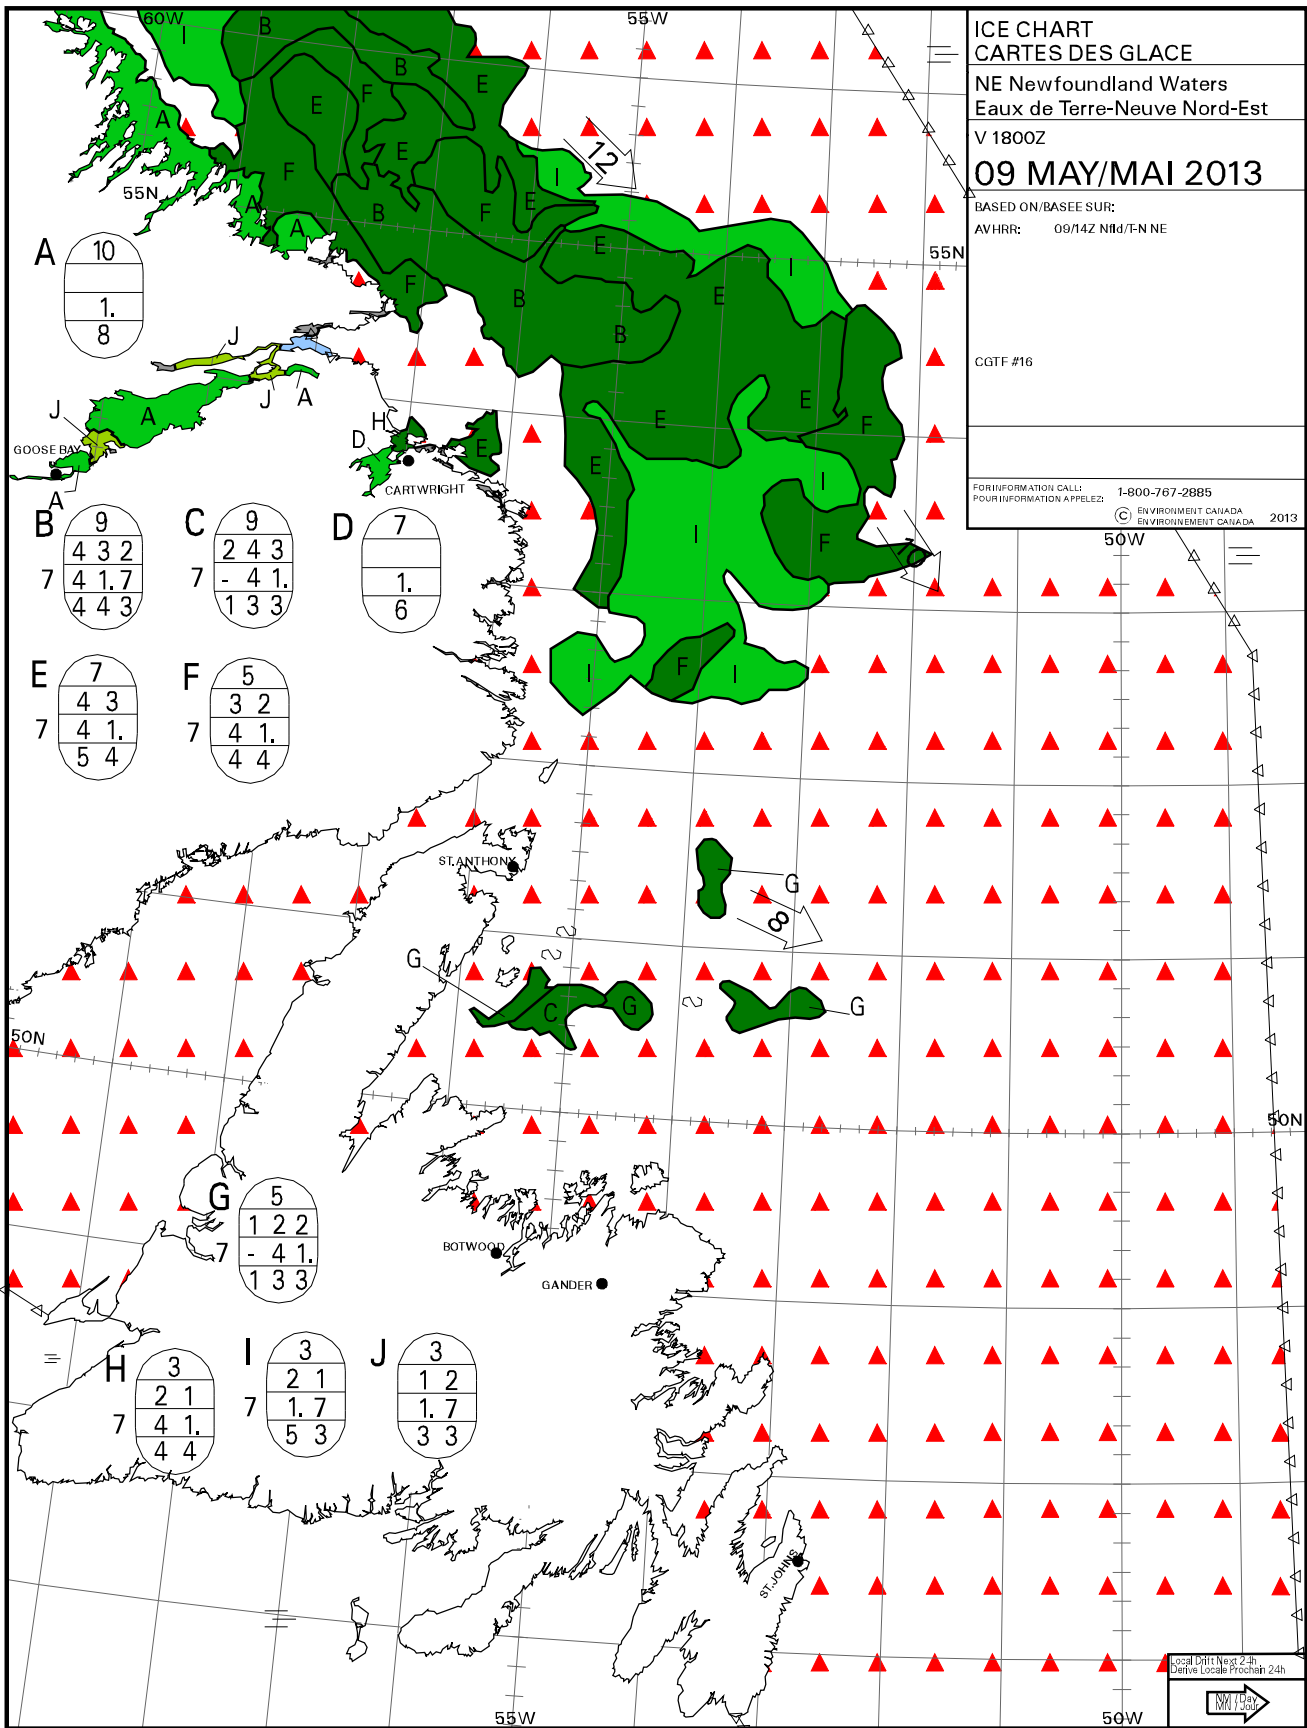 60W
55W
ICE CHART
CARTES DES GLACE
NE Newfoundland Waters
Eaux de Terre-Neuve Nord-Est
V 1800Z
09 MAY/MAI 2013
BASED ON/BASEE SUR:
AVHRR: 09/14Z Nfld/T-N NE
CGTF #16
FOR INFORMATION CALL:
POUR INFORMATION APPELEZ: 1-800-767-2885
© ENVIRONMENT CANADA
ENVIRONNEMENT CANADA 2013
I
B
B
E
F
E
A
E
F
12
I
55N
A
A
B
F
E
E
I
55N
F
B
E
B
A
10
1.
8
J
J
A
A
J
H
D
E
E
E
F
E
I
I
F
10
GOOSE BAY
A
CARTWRIGHT
50W
B
9
4 3 2
7 4 1. 7
4 4 3
C
9
2 4 3
7 - 4 1.
1 3 3
D
7
1.
6
I
F
I
E
7
4 3
7 4 1.
5 4
F
5
3 2
7 4 1.
4 4
ST. ANTHONY
G
8
G
C
G
G
50N
50N
G
5
1 2 2
7 - 4 1.
1 3 3
BOTWOOD
GANDER
H
3
2 1
7 4 1.
4 4
I
3
2 1
7 1. 7
5 3
J
3
1 2
1. 7
3 3
ST. JOHNS
Local Drift Next 24h
Derive Locale Prochain 24h
NM / Day
MN / Jour
55W
50W